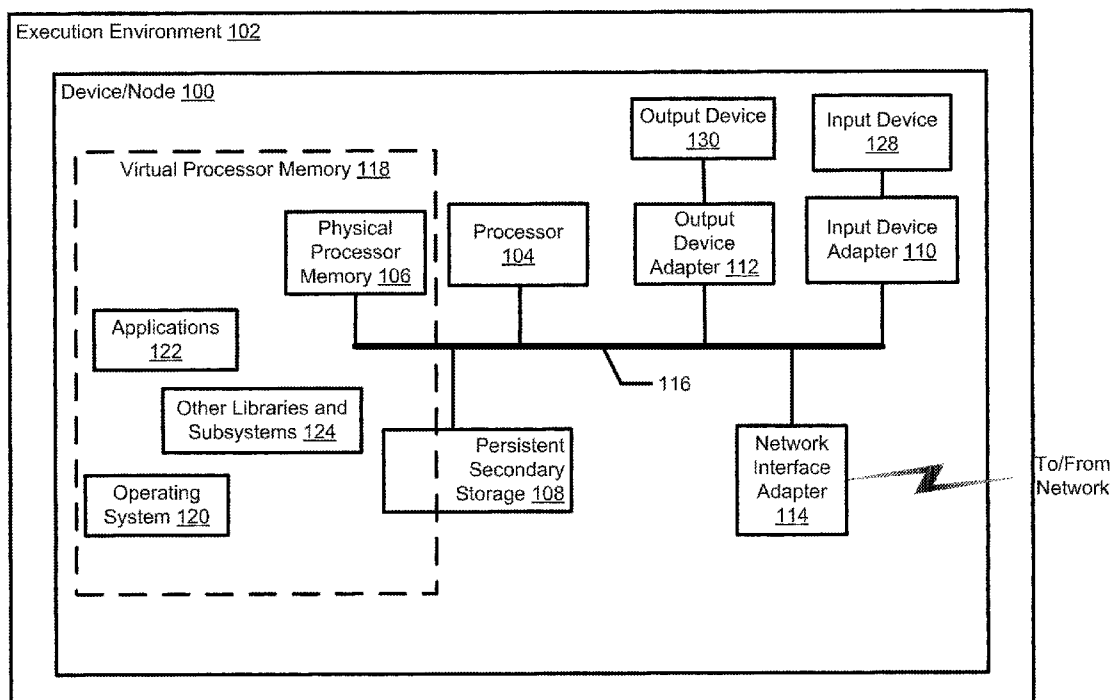 Execution Environment 102
Device/Node 100
Output Device
130
Input Device
128
Virtual Processor Memory 118
Physical
Processor
Memory 106
Processor
104
Output
Device
Adapter 112
Input Device
Adapter 110
Applications
122
116
Other Libraries and
Subsystems 124
Persistent
Secondary
Storage 108
Network
Interface
Adapter
114
To/From
Network
Operating
System 120